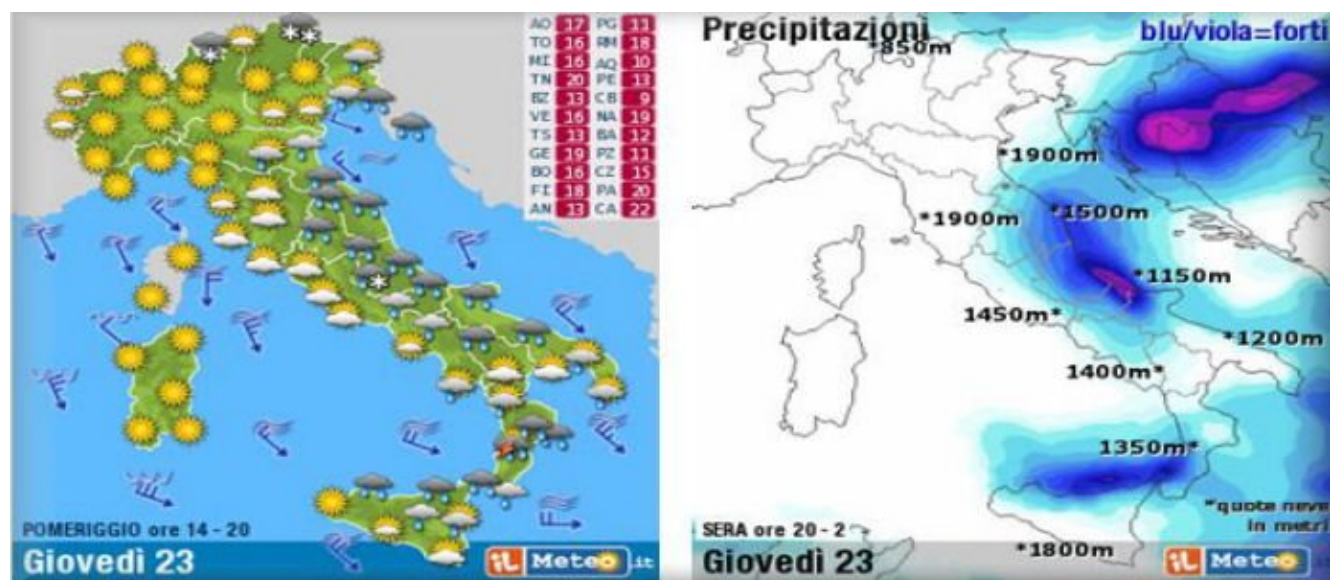 AO 17 PG 11
TO 16 RM 18
MI 16 AQ 10
TN 20 PE 13
BZ 13 CB 9
VE 16 NA 19
TS 13 BA 12
GE 19 PZ 11
BO 16 CZ 15
FI 18 PA 20
AN 13 CA 22
POMERIGGIO ore 14 - 20
Giovedì 23
iL Meteo.it
Precipitazioni
blu/viola=forti
*850m
*1900m
*1900m
*1500m
*1150m
1450m*
*1200m
1400m*
1350m*
*quote neve
in metri
SERA ore 20 - 2
*1800m
Giovedì 23
iL Meteo.it